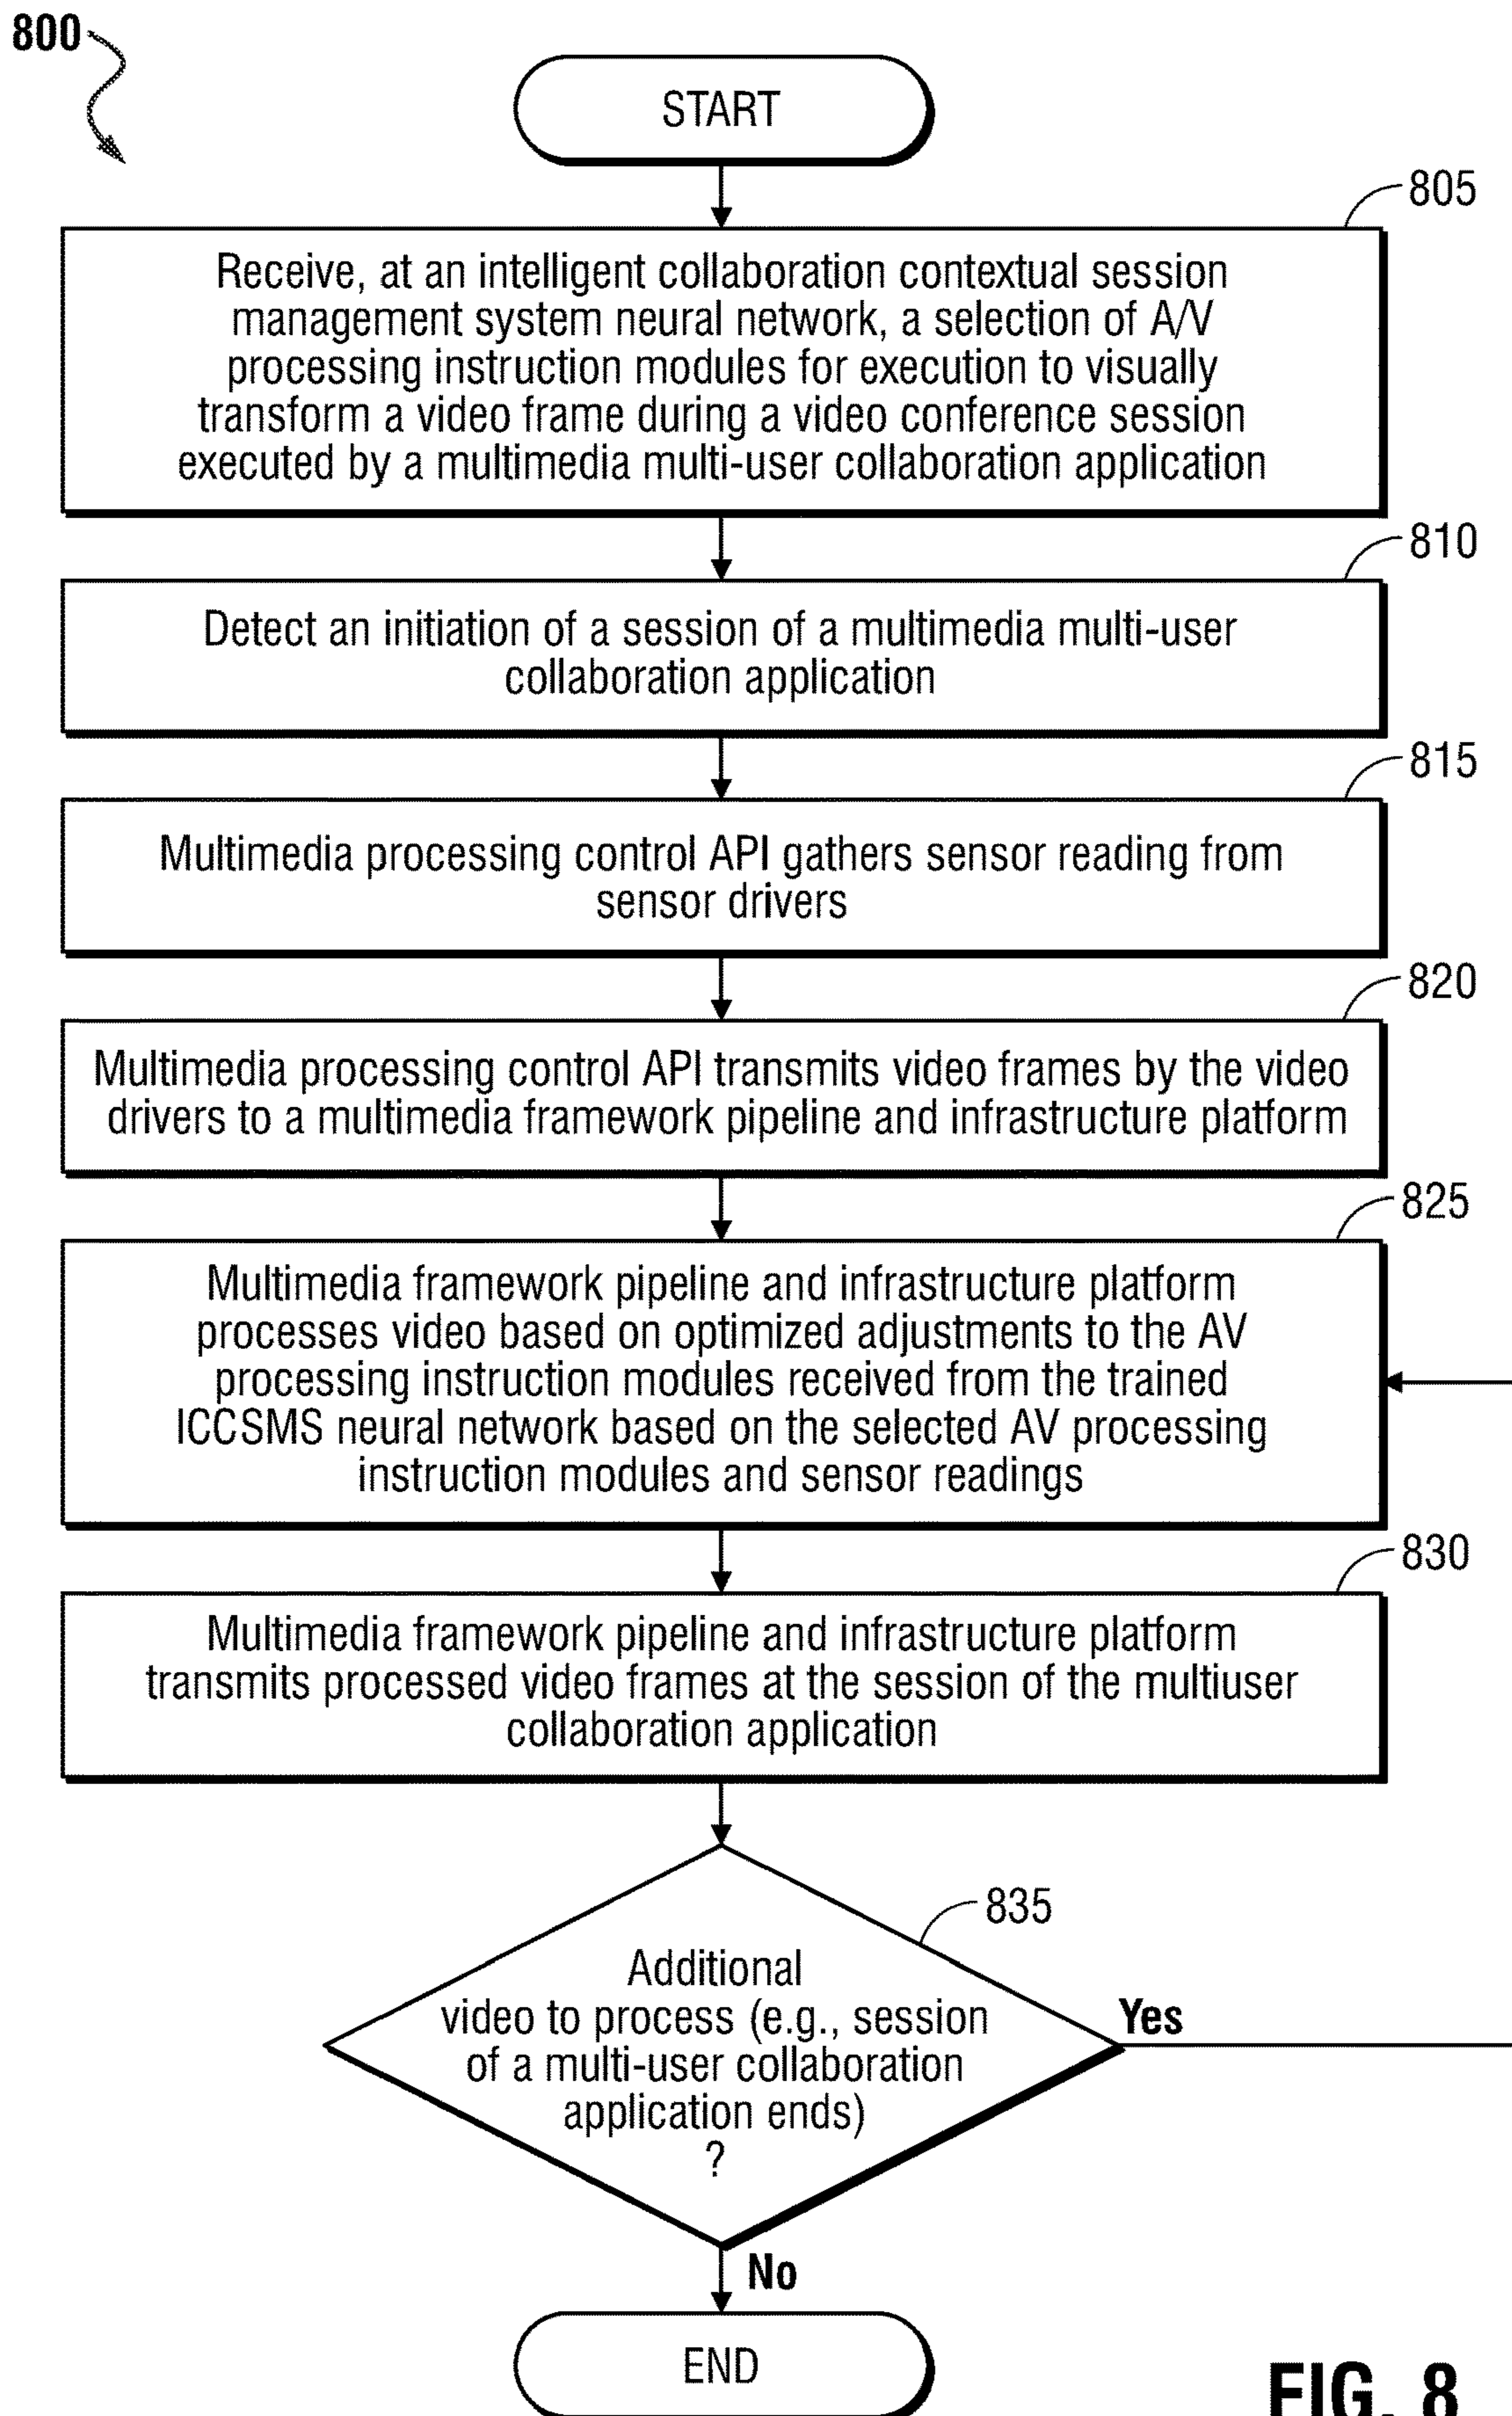 800
START
805
Receive, at an intelligent collaboration contextual session
management system neural network, a selection of A/V
processing instruction modules for execution to visually
transform a video frame during a video conference session
executed by a multimedia multi-user collaboration application
810
Detect an initiation of a session of a multimedia multi-user
collaboration application
815
Multimedia processing control API gathers sensor reading from
sensor drivers
820
Multimedia processing control API transmits video frames by the video
drivers to a multimedia framework pipeline and infrastructure platform
825
Multimedia framework pipeline and infrastructure platform
processes video based on optimized adjustments to the AV
processing instruction modules received from the trained
ICCSMS neural network based on the selected AV processing
instruction modules and sensor readings
830
Multimedia framework pipeline and infrastructure platform
transmits processed video frames at the session of the multiuser
collaboration application
835
Additional
video to process (e.g., session
of a multi-user collaboration
application ends)
?
Yes
No
END
FIG. 8